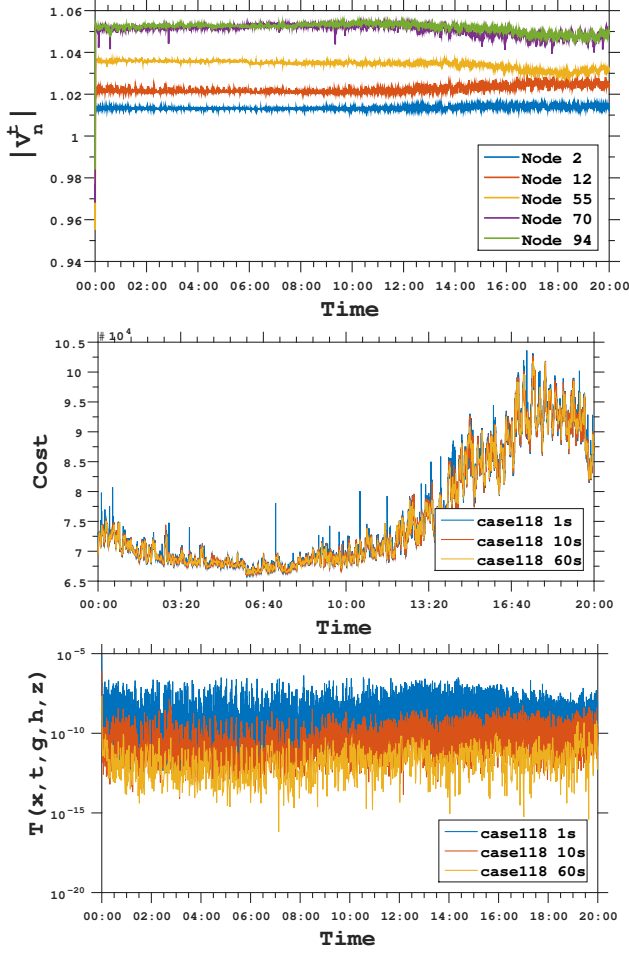 1.06
1.04
1.02
1
0.98
0.96
0.94
|v_n^t|
Node 2
Node 12
Node 55
Node 70
Node 94
00:00 02:00 04:00 06:00 08:00 10:00 12:00 14:00 16:00 18:00 20:00
Time
# 10^4
10.5
10
9.5
9
8.5
8
7.5
7
6.5
Cost
case118 1s
case118 10s
case118 60s
00:00 03:20 06:40 10:00 13:20 16:40 20:00
Time
10^-5
10^-10
10^-15
10^-20
T(x,t,g,h,z)
case118 1s
case118 10s
case118 60s
00:00 02:00 04:00 06:00 08:00 10:00 12:00 14:00 16:00 18:00 20:00
Time